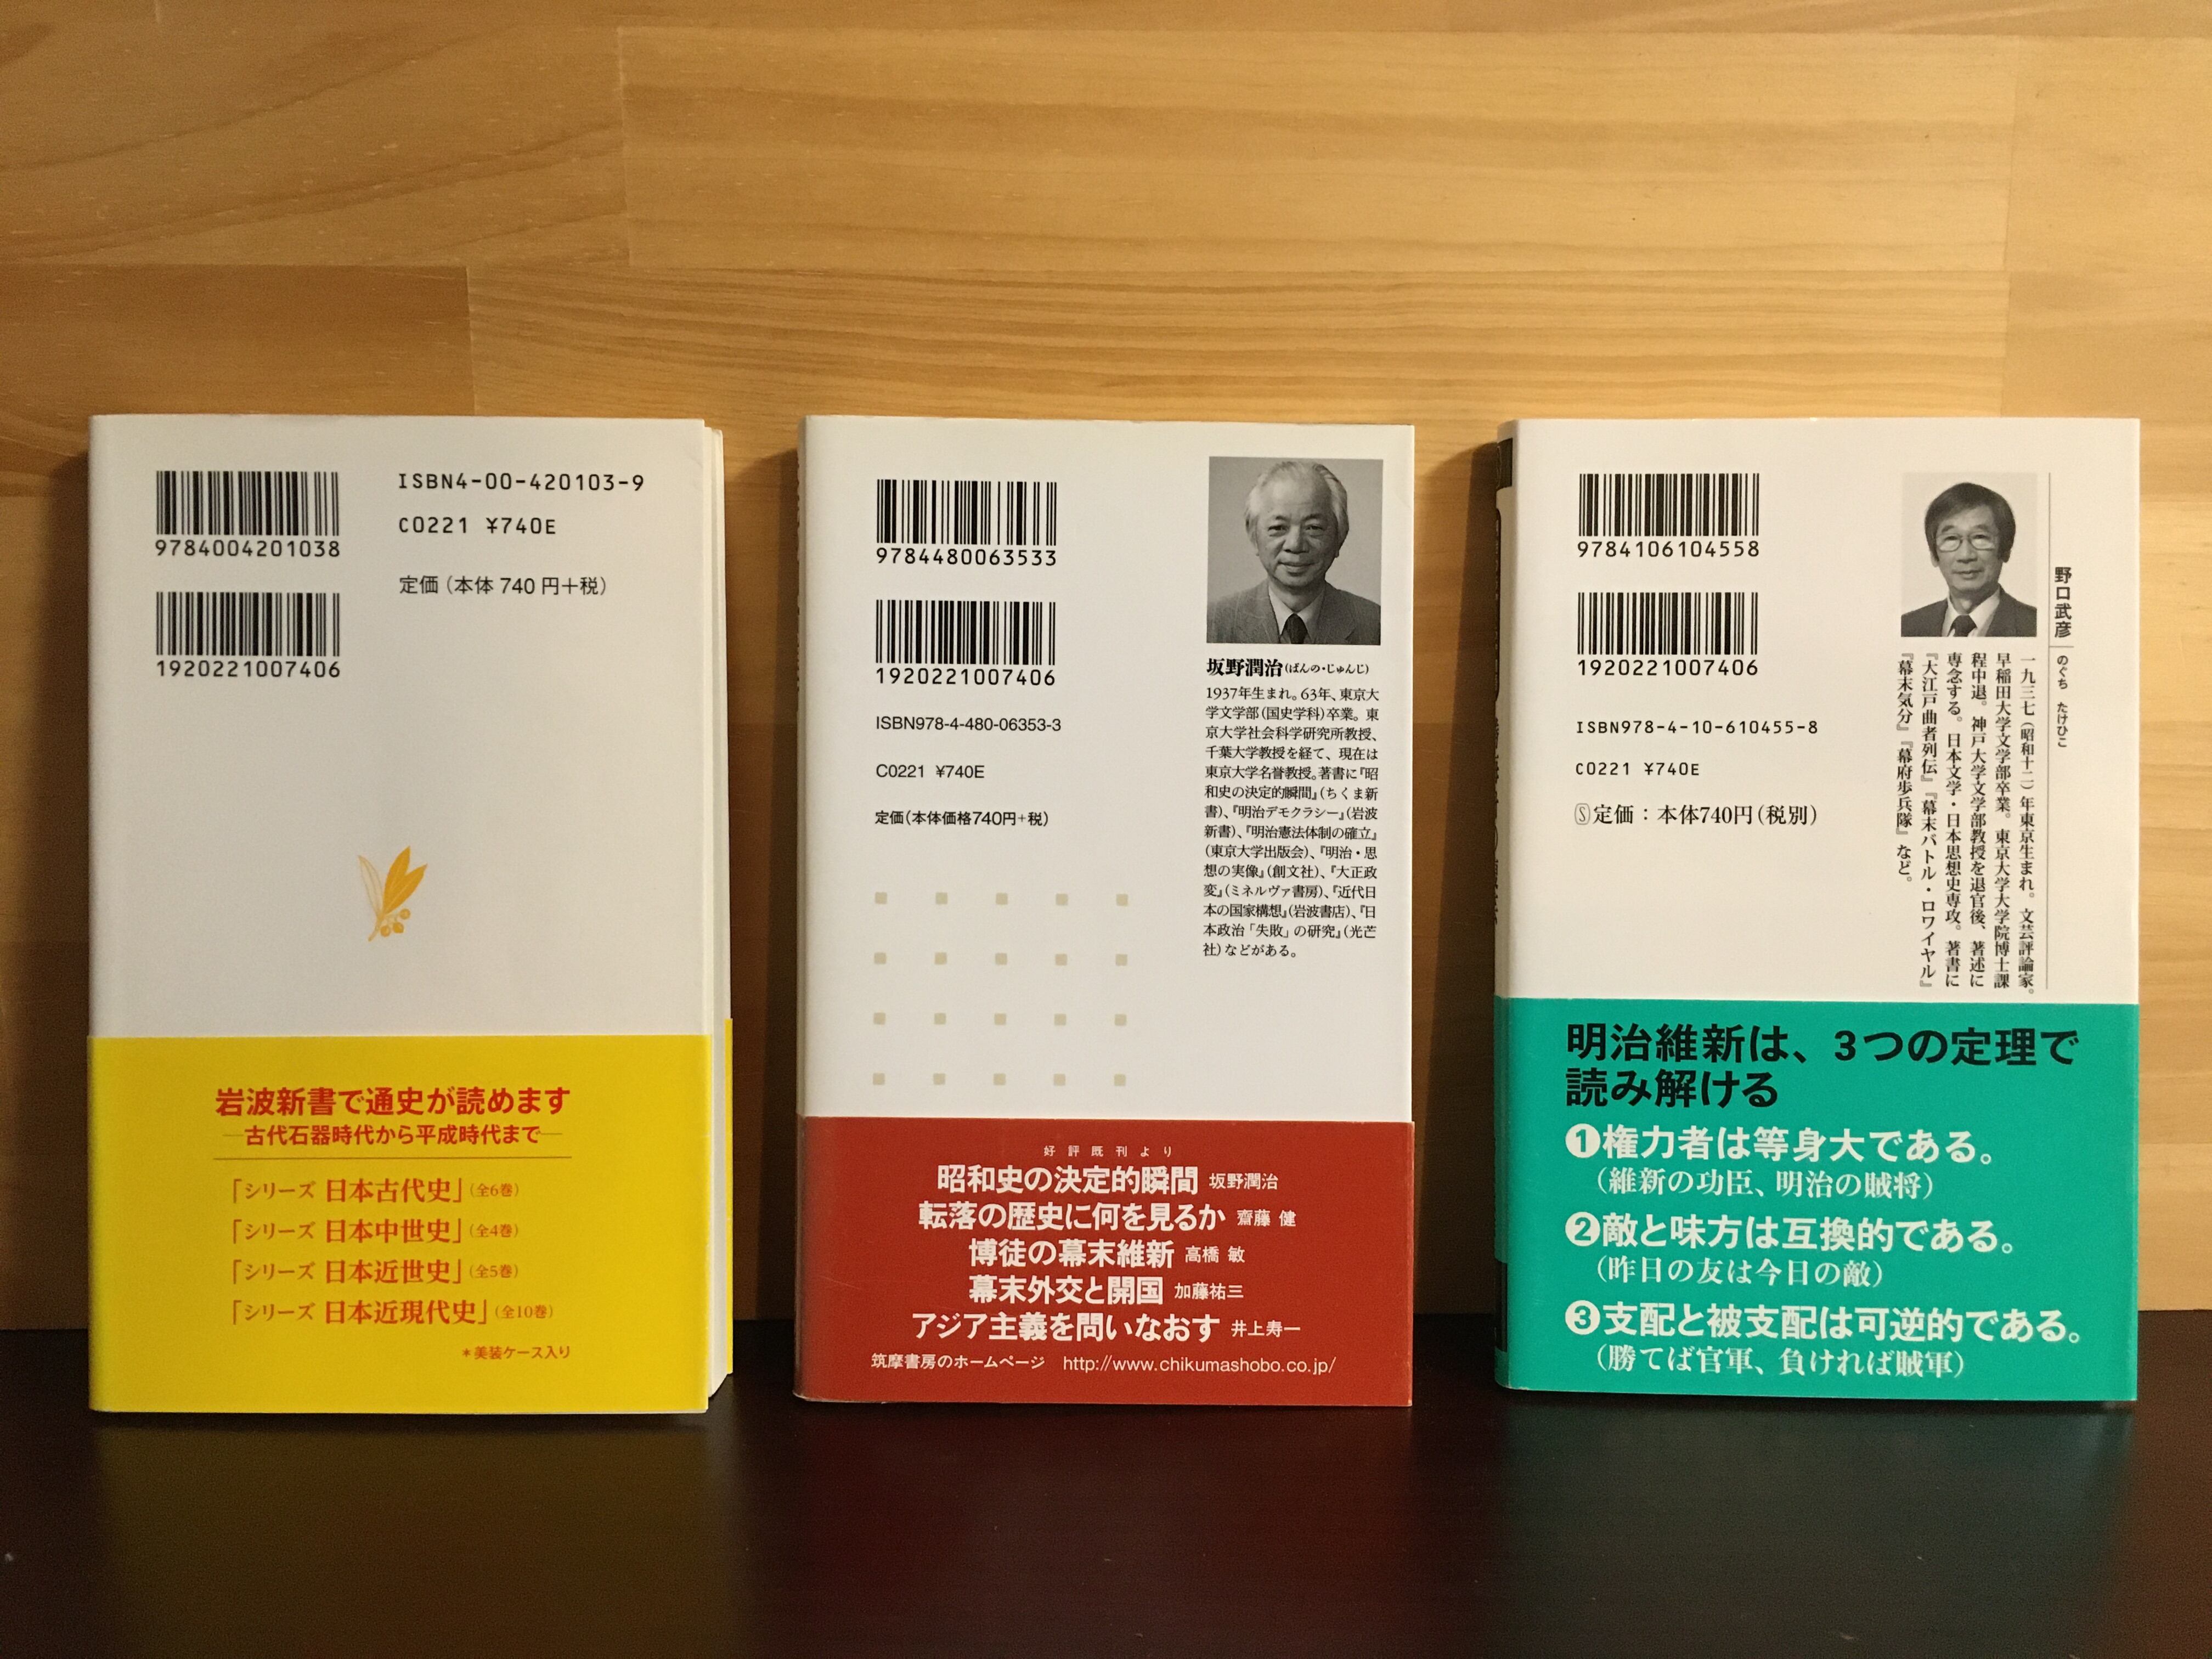 9784004201038
1920221007406
ISBN4-00-420103-9
C0221 ¥740E
定価（本体 740 円＋税）
岩波新書で通史が読めます
―古代石器時代から平成時代まで―
「シリーズ 日本古代史」（全6巻）
「シリーズ 日本中世史」（全4巻）
「シリーズ 日本近世史」（全5巻）
「シリーズ 日本近現代史」（全10巻）
＊美装ケース入り
9784480063533
1920221007406
ISBN978-4-480-06353-3
C0221 ¥740E
定価（本体価格740円+税）
坂野潤治（ばんの・じゅんじ）
1937年生まれ。63年、東京大
学文学部（国史学科）卒業。東
京大学社会科学研究所教授、
千葉大学教授を経て、現在は
東京大学名誉教授。著書に『昭
和史の決定的瞬間』（ちくま新
書）、『明治デモクラシー』（岩波
新書）、『明治憲法体制の確立』
（東京大学出版会）、『明治・思
想の実像』（創文社）、『大正政
変』（ミネルヴァ書房）、『近代日
本の国家構想』（岩波書店）、『日
本政治「失敗」の研究』（光芒
社）などがある。
好評既刊より
昭和史の決定的瞬間 坂野潤治
転落の歴史に何を見るか 齋藤 健
博徒の幕末維新 高橋 敏
幕末外交と開国 加藤祐三
アジア主義を問いなおす 井上寿一
筑摩書房のホームページ http://www.chikumashobo.co.jp/
9784106104558
1920221007406
ISBN978-4-10-610455-8
C0221 ¥740E
Ⓢ定価：本体740円（税別）
野口武彦 のぐち たけひこ
一九三七（昭和十二）年東京生まれ。文芸評論家。
早稲田大学文学部卒業。東京大学大学院博士課
程中退。神戸大学文学部教授を退官後、著述に
専念する。日本文学・日本思想史専攻。著書に
『大江戸曲者列伝』『幕末バトル・ロワイヤル』
『幕末気分』『幕府歩兵隊』など。
明治維新は、3つの定理で
読み解ける
❶権力者は等身大である。
（維新の功臣、明治の賊将）
❷敵と味方は互換的である。
（昨日の友は今日の敵）
❸支配と被支配は可逆的である。
（勝てば官軍、負ければ賊軍）